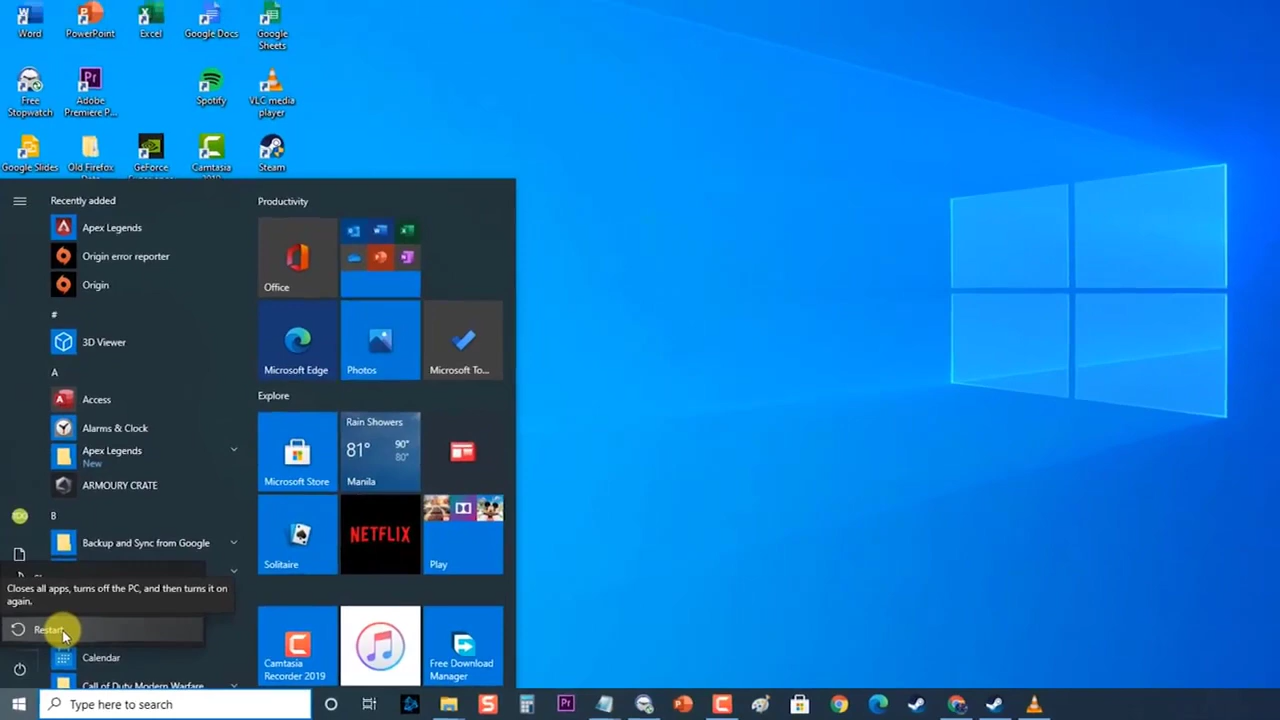 Word
PowerPoint
Excel
Google Docs
Google
Sheets
Free
Stopwatch
Adobe
Premiere P...
Spotify
VLC media
player
Google Slides
Old Firefox
Data
GeForce
Experience
Camtasia
2019
Steam
Recently added
Apex Legends
Origin error reporter
Origin
#
3D Viewer
A
Access
Alarms & Clock
Apex Legends
New
ARMOURY CRATE
B
Backup and Sync from Google
Closes all apps, turns off the PC, and then turns it on
again.
Restart
Calendar
Call of Duty Modern Warfare
Productivity
Office
Microsoft Edge
Photos
Microsoft To...
Explore
Microsoft Store
Rain Showers
81°
90°
80°
Manila
Solitaire
NETFLIX
Play
Camtasia
Recorder 2019
Free Download
Manager
Type here to search